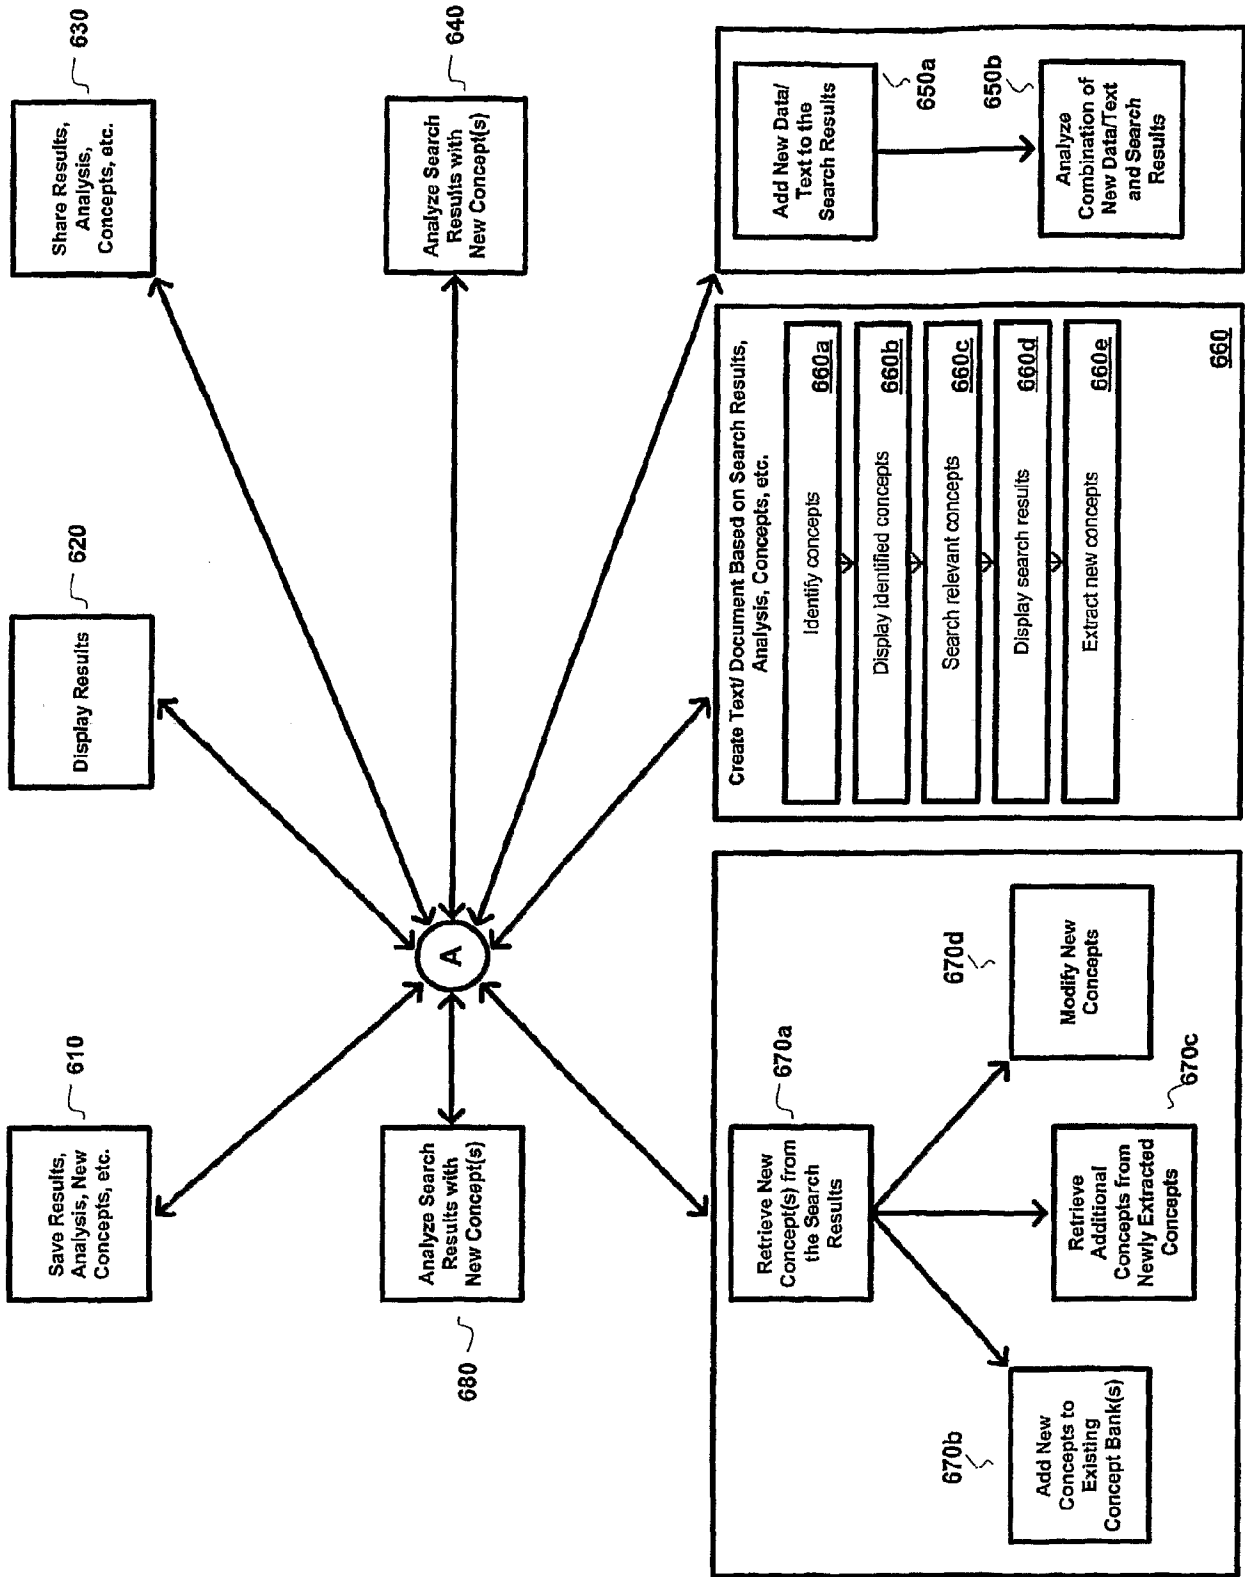 Save Results,
Analysis, New
Concepts, etc.
610
Display Results
620
Share Results,
Analysis,
Concepts, etc.
630
Analyze Search
Results with
New Concept(s)
680
A
Analyze Search
Results with
New Concept(s)
640
Retrieve New
Concept(s) from
the Search
Results
670a
Add New
Concepts to
Existing
Concept Bank(s)
670b
Retrieve
Additional
Concepts from
Newly Extracted
Concepts
670c
Modify New
Concepts
670d
Create Text/ Document Based on Search Results,
Analysis, Concepts, etc.
Identify concepts
660a
Display identified concepts
660b
Search relevant concepts
660c
Display search results
660d
Extract new concepts
660e
660
Add New Data/
Text to the
Search Results
650a
Analyze
Combination of
New Data/Text
and Search
Results
650b